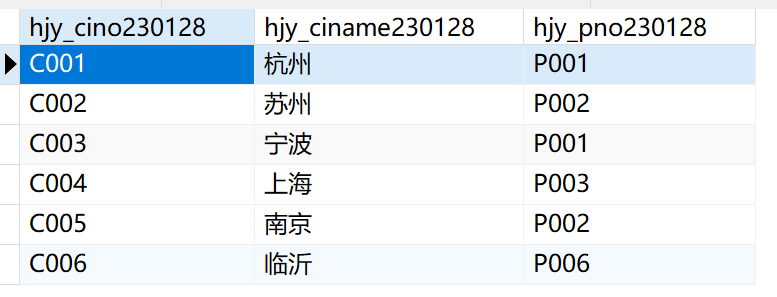 hjy_cino230128 hjy_ciname230128 hjy_pno230128
C001 杭州 P001
C002 苏州 P002
C003 宁波 P001
C004 上海 P003
C005 南京 P002
C006 临沂 P006